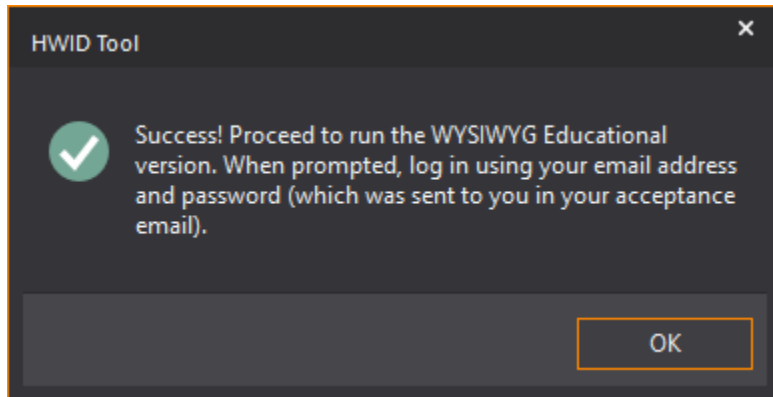 HWID Tool
Success! Proceed to run the WYSIWYG Educational
version. When prompted, log in using your email address
and password (which was sent to you in your acceptance
email).
OK